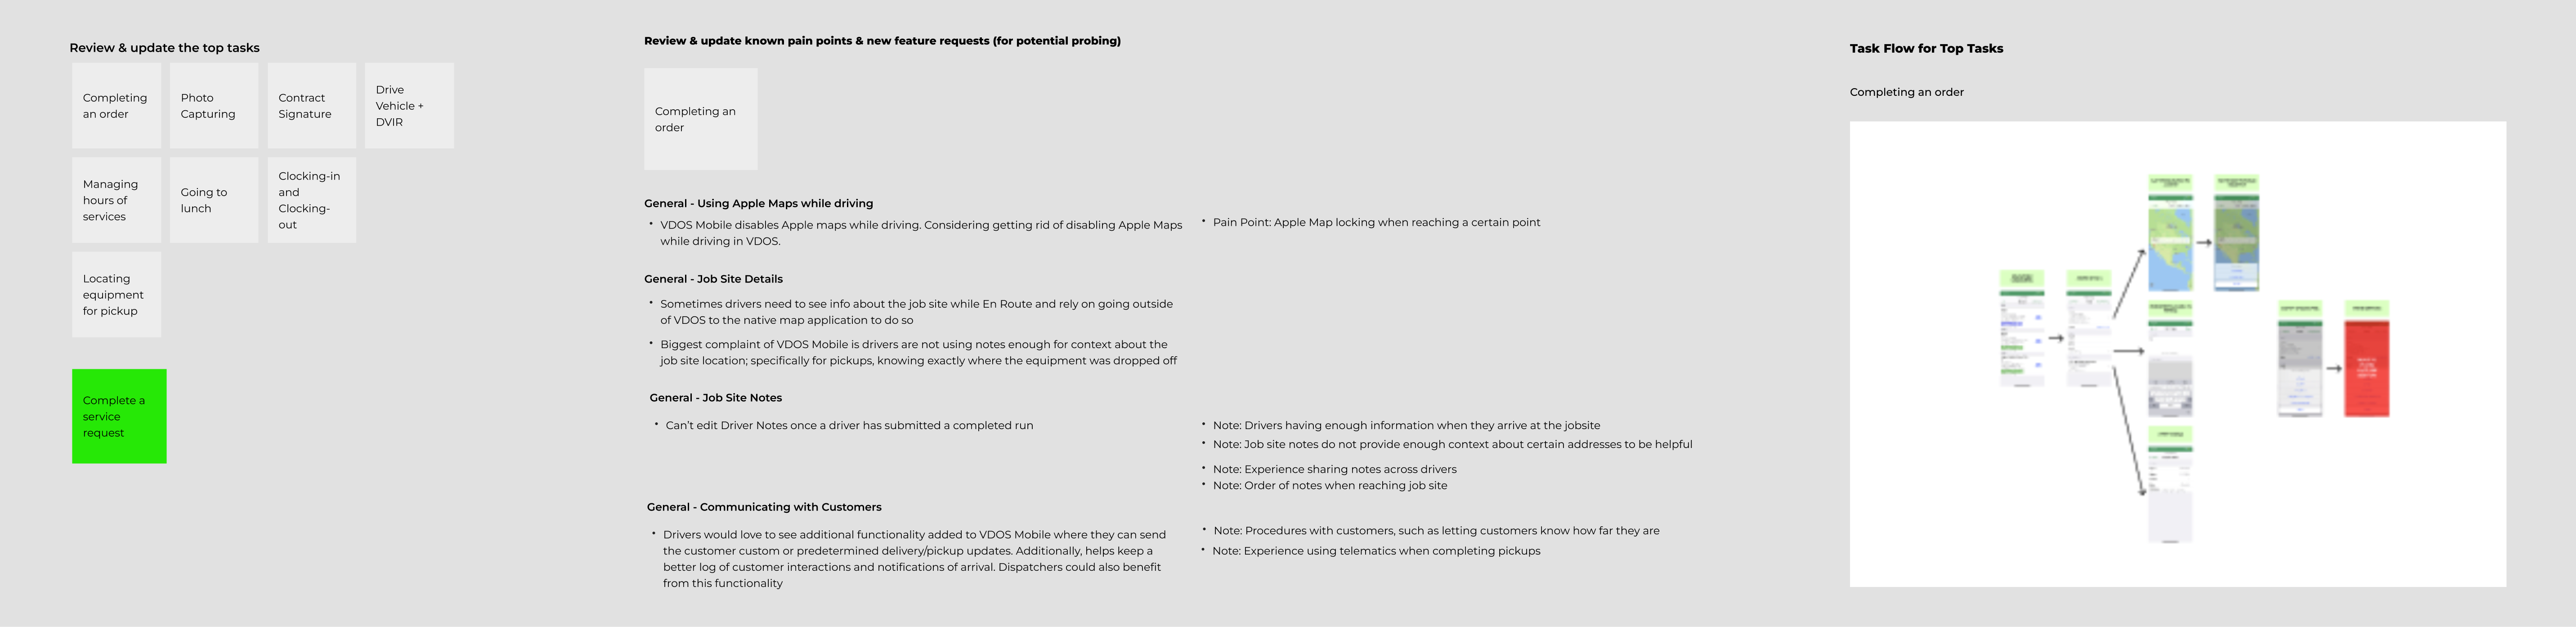 Review & update the top tasks
Completing
an order
Photo
Capturing
Contract
Signature
Drive
Vehicle +
DVIR
Managing
hours of
services
Going to
lunch
Clocking-in
and
Clocking-
out
Locating
equipment
for pickup
Complete a
service
request
Review & update known pain points & new feature requests (for potential probing)
Completing an
order
General - Using Apple Maps while driving
• VDOS Mobile disables Apple maps while driving. Considering getting rid of disabling Apple Maps
while driving in VDOS.
• Pain Point: Apple Map locking when reaching a certain point
General - Job Site Details
• Sometimes drivers need to see info about the job site while En Route and rely on going outside
of VDOS to the native map application to do so
• Biggest complaint of VDOS Mobile is drivers are not using notes enough for context about the
job site location; specifically for pickups, knowing exactly where the equipment was dropped off
General - Job Site Notes
• Can’t edit Driver Notes once a driver has submitted a completed run
• Note: Drivers having enough information when they arrive at the jobsite
• Note: Job site notes do not provide enough context about certain addresses to be helpful
• Note: Experience sharing notes across drivers
• Note: Order of notes when reaching job site
General - Communicating with Customers
• Drivers would love to see additional functionality added to VDOS Mobile where they can send
the customer custom or predetermined delivery/pickup updates. Additionally, helps keep a
better log of customer interactions and notifications of arrival. Dispatchers could also benefit
from this functionality
• Note: Procedures with customers, such as letting customers know how far they are
• Note: Experience using telematics when completing pickups
Task Flow for Top Tasks
Completing an order